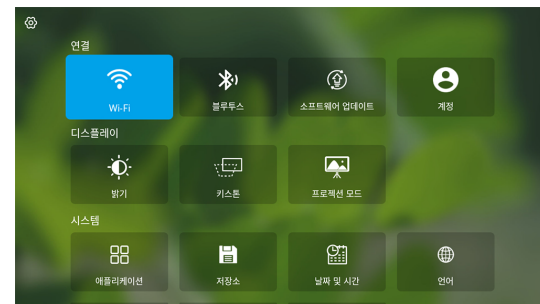 연결
Wi-Fi
블루투스
소프트웨어 업데이트
계정
디스플레이
밝기
키스톤
프로젝션 모드
시스템
애플리케이션
저장소
날짜 및 시간
언어